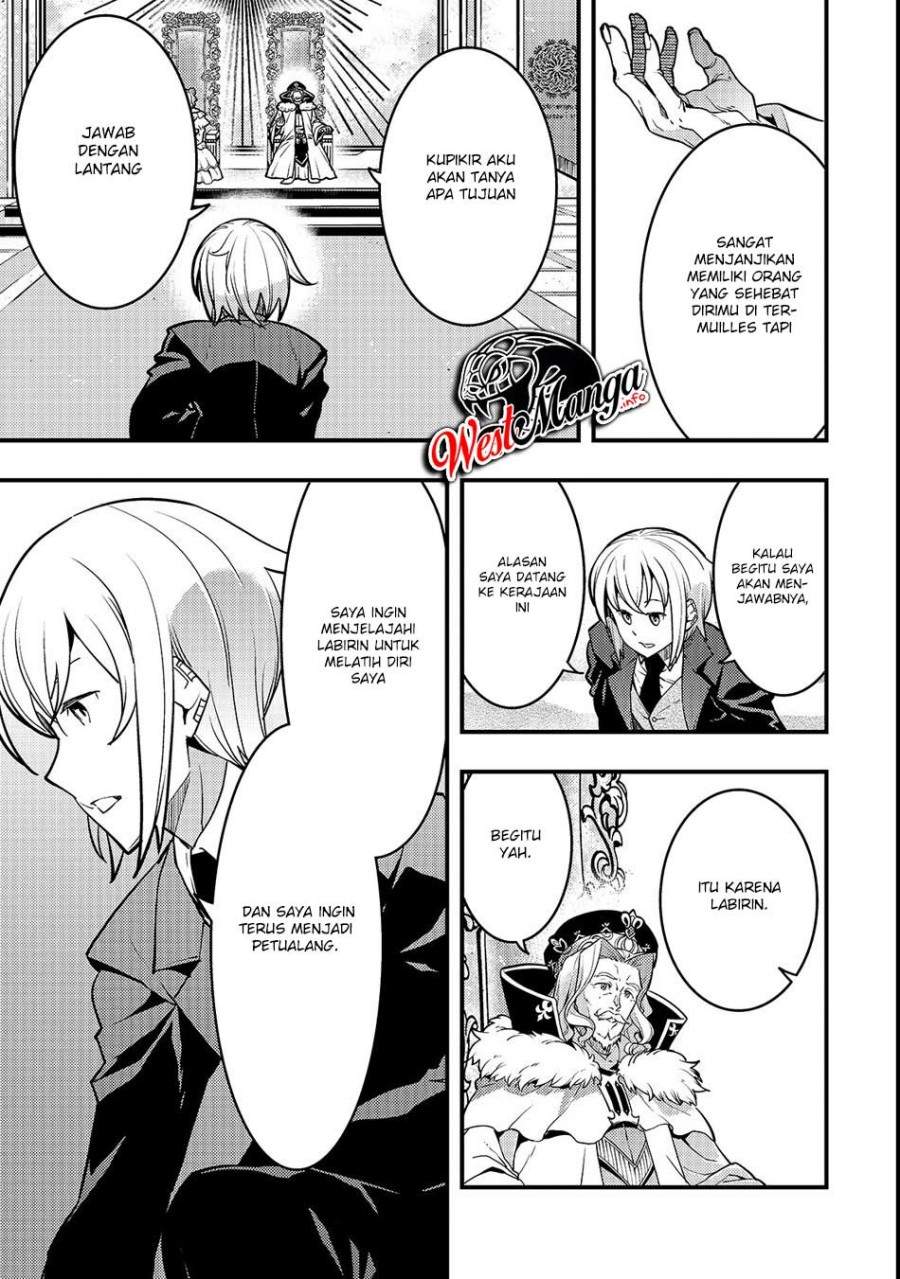 SANGAT
MENJANJIKAN
MEMILIKI ORANG
YANG SEHEBAT
DIRIMU DI TER-
MUILLES TAPI
KUPIKIR AKU
AKAN TANYA
APA TUJUAN
JAWAB
DENGAN
LANTANG
WestManga
.info
KALAU
BEGITU SAYA
AKAN MEN-
JAWABNYA,
ALASAN
SAYA DATANG
KE KERAJAAN
INI
ITU KARENA
LABIRIN.
BEGITU
YAH.
SAYA INGIN
MENJELAJAHI
LABIRIN UNTUK
MELATIH DIRI
SAYA
DAN SAYA INGIN
TERUS MENJADI
PETUALANG.